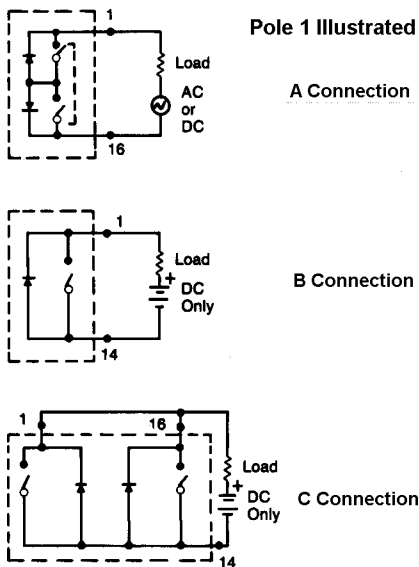 Pole 1 Illustrated
1
Load
AC
or
DC
A Connection
16
1
Load
+
DC
Only
B Connection
14
1
16
Load
+
DC
Only
C Connection
14